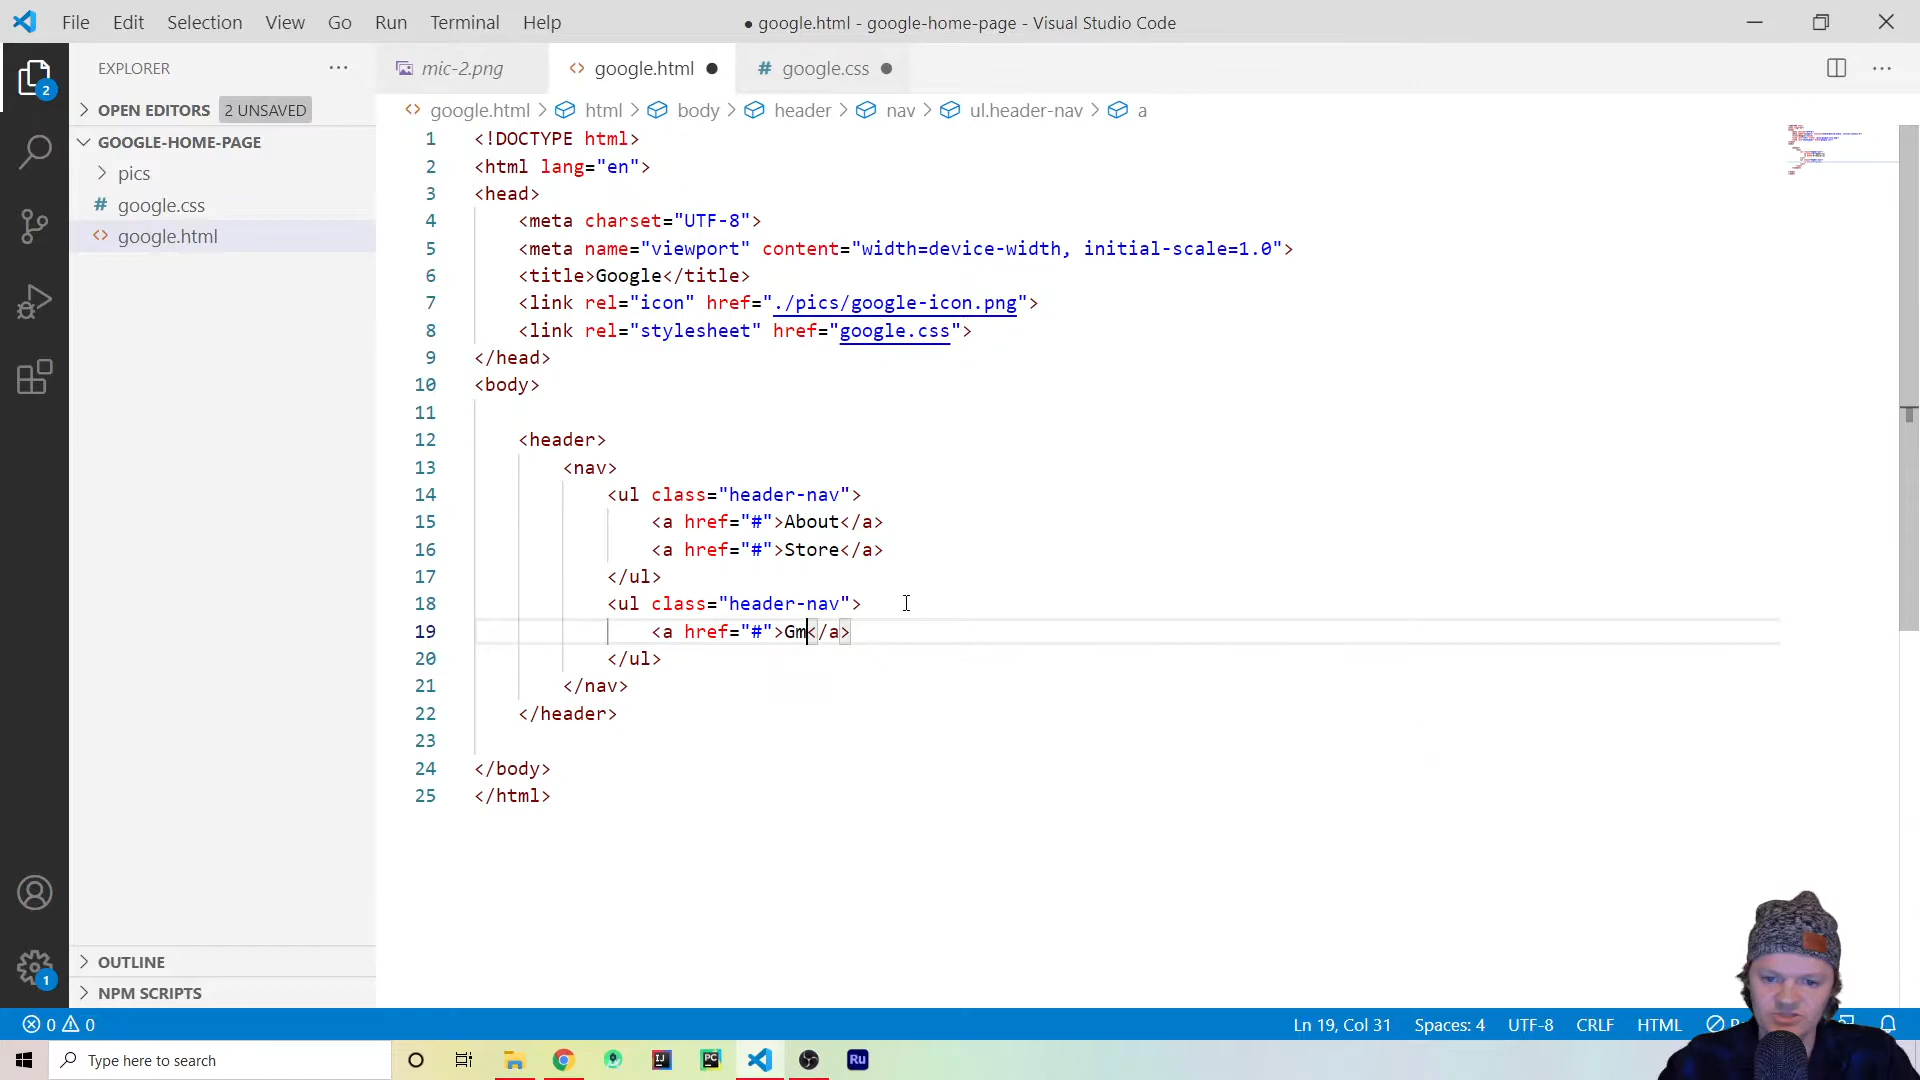 File Edit Selection View Go Run Terminal Help
● google.html - google-home-page - Visual Studio Code
EXPLORER
mic-2.png
google.html
# google.css
OPEN EDITORS 2 UNSAVED
google.html > html > body > header > nav > ul.header-nav > a
GOOGLE-HOME-PAGE
pics
# google.css
google.html
1 <!DOCTYPE html>
2 <html lang="en">
3 <head>
4 <meta charset="UTF-8">
5 <meta name="viewport" content="width=device-width, initial-scale=1.0">
6 <title>Google</title>
7 <link rel="icon" href="./pics/google-icon.png">
8 <link rel="stylesheet" href="google.css">
9 </head>
10 <body>
11
12 <header>
13 <nav>
14 <ul class="header-nav">
15 <a href="#">About</a>
16 <a href="#">Store</a>
17 </ul>
18 <ul class="header-nav">
19 <a href="#">Gm</a>
20 </ul>
21 </nav>
22 </header>
23
24 </body>
25 </html>
2
1
OUTLINE
NPM SCRIPTS
0 0
Ln 19, Col 31 Spaces: 4 UTF-8 CRLF HTML
Type here to search
IJ
PC
Ru